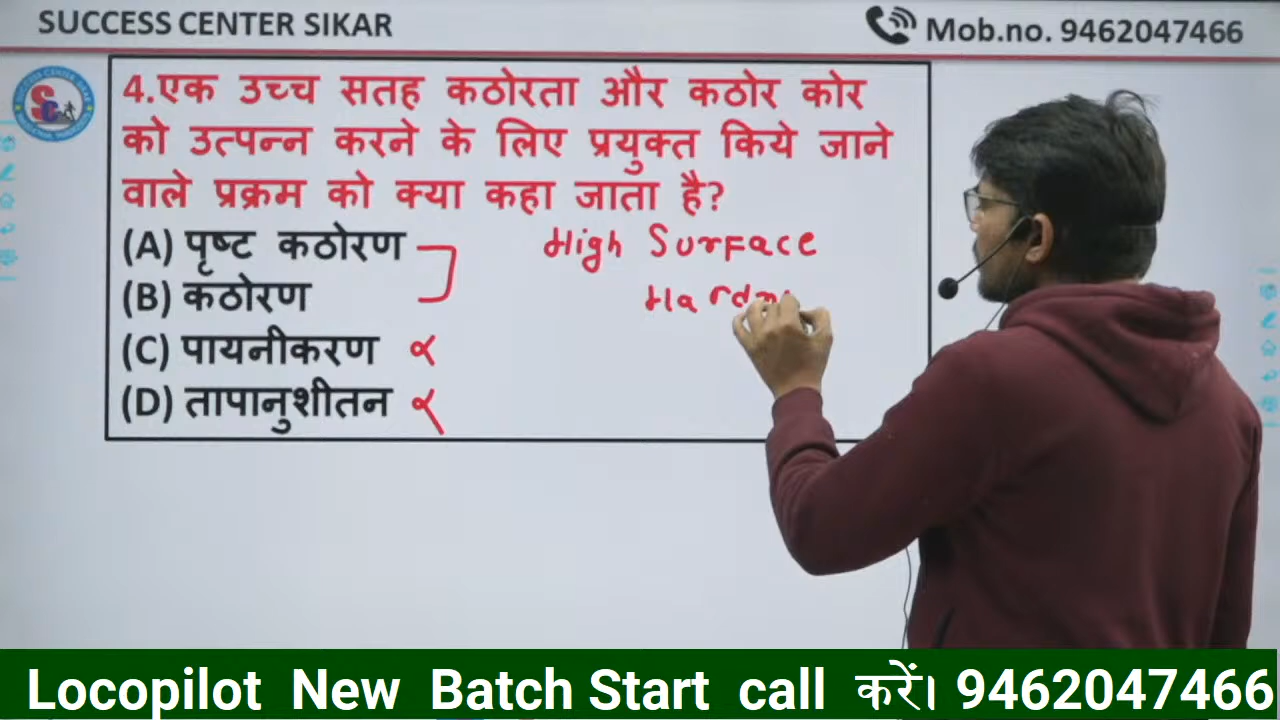 SUCCESS CENTER SIKAR
Mob.no. 9462047466
4.एक उच्च सतह कठोरता और कठोर कोर
को उत्पन्न करने के लिए प्रयुक्त किये जाने
वाले प्रक्रम को क्या कहा जाता है?
(A) पृष्ट कठोरण
(B) कठोरण
(C) पायनीकरण
(D) तापानुशीतन
High Surface
Locopilot New Batch Start call करें। 9462047466